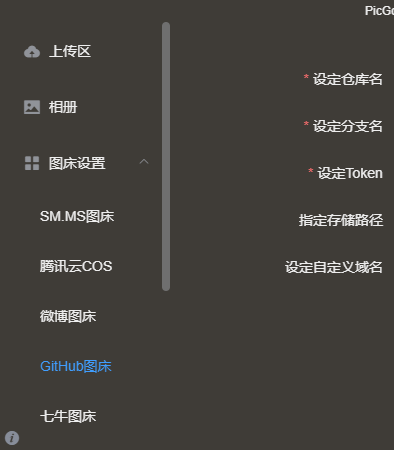 上传区
相册
图床设置
SM.MS图床
腾讯云COS
微博图床
GitHub图床
七牛图床
* 设定仓库名
* 设定分支名
* 设定Token
指定存储路径
设定自定义域名